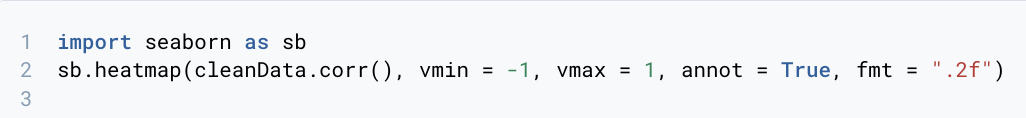 1 import seaborn as sb
2 sb.heatmap(cleanData.corr(), vmin = -1, vmax = 1, annot = True, fmt = ".2f")
3